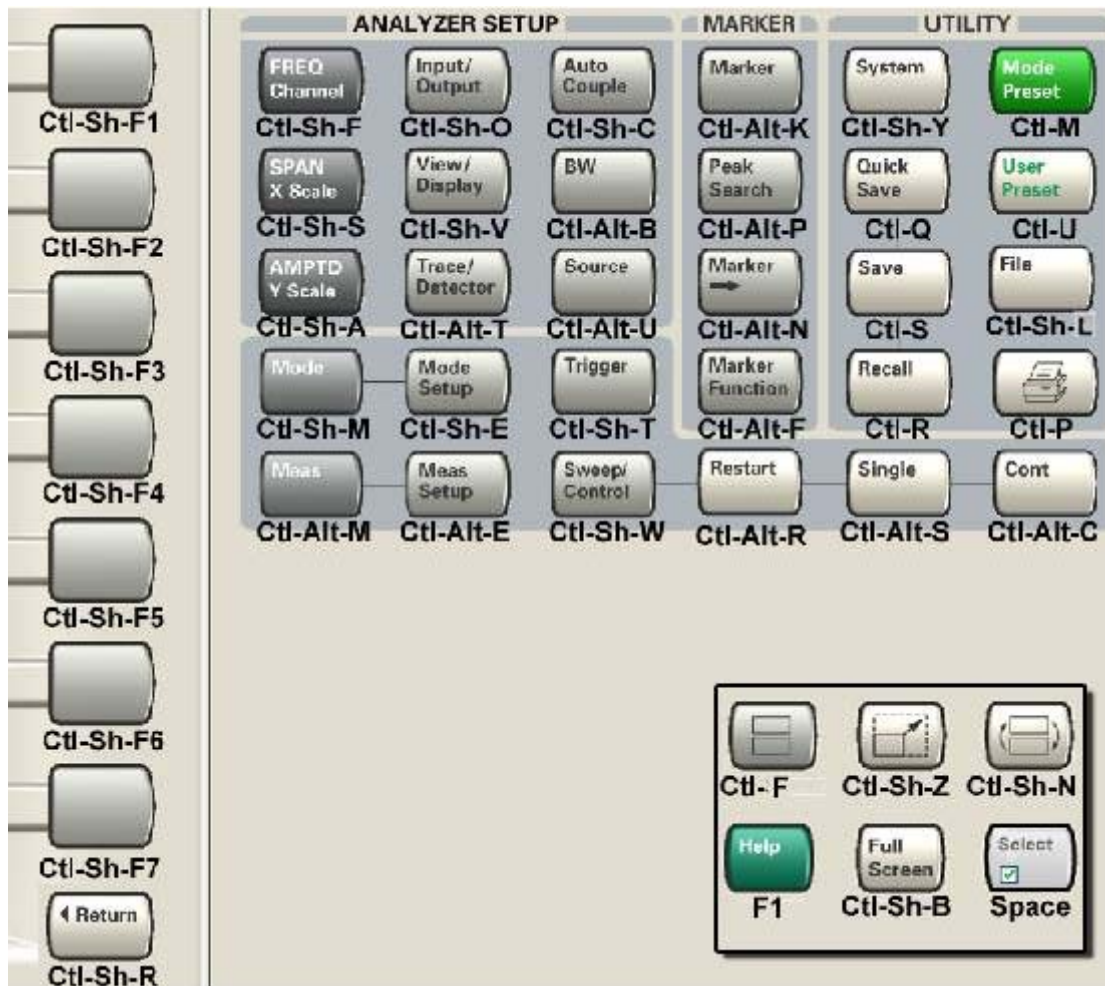 ANALYZER SETUP MARKER UTILITY
FREQ Channel
Input/ Output
Auto Couple
Marker
System
Mode Preset
Ctl-Sh-F1
Ctl-Sh-F Ctl-Sh-O Ctl-Sh-C Ctl-Alt-K Ctl-Sh-Y Ctl-M
SPAN X Scale
View/ Display
BW
Peak Search
Quick Save
User Preset
Ctl-Sh-F2
Ctl-Sh-S Ctl-Sh-V Ctl-Alt-B Ctl-Alt-P Ctl-Q Ctl-U
AMPTD Y Scale
Trace/ Detector
Source
Marker
Save
File
Ctl-Sh-F3
Ctl-Sh-A Ctl-Alt-T Ctl-Alt-U Ctl-Alt-N Ctl-S Ctl-Sh-L
Mode
Mode Setup
Trigger
Marker Function
Recall
Ctl-Sh-M Ctl-Sh-E Ctl-Sh-T Ctl-Alt-F Ctl-R Ctl-P
Ctl-Sh-F4
Meas
Meas Setup
Sweep/ Control
Restart
Single
Cont
Ctl-Alt-M Ctl-Alt-E Ctl-Sh-W Ctl-Alt-R Ctl-Alt-S Ctl-Alt-C
Ctl-Sh-F5
Ctl-Sh-F6
Ctl-F Ctl-Sh-Z Ctl-Sh-N
Ctl-Sh-F7
Help
Full Screen
Select
F1 Ctl-Sh-B Space
Return
Ctl-Sh-R